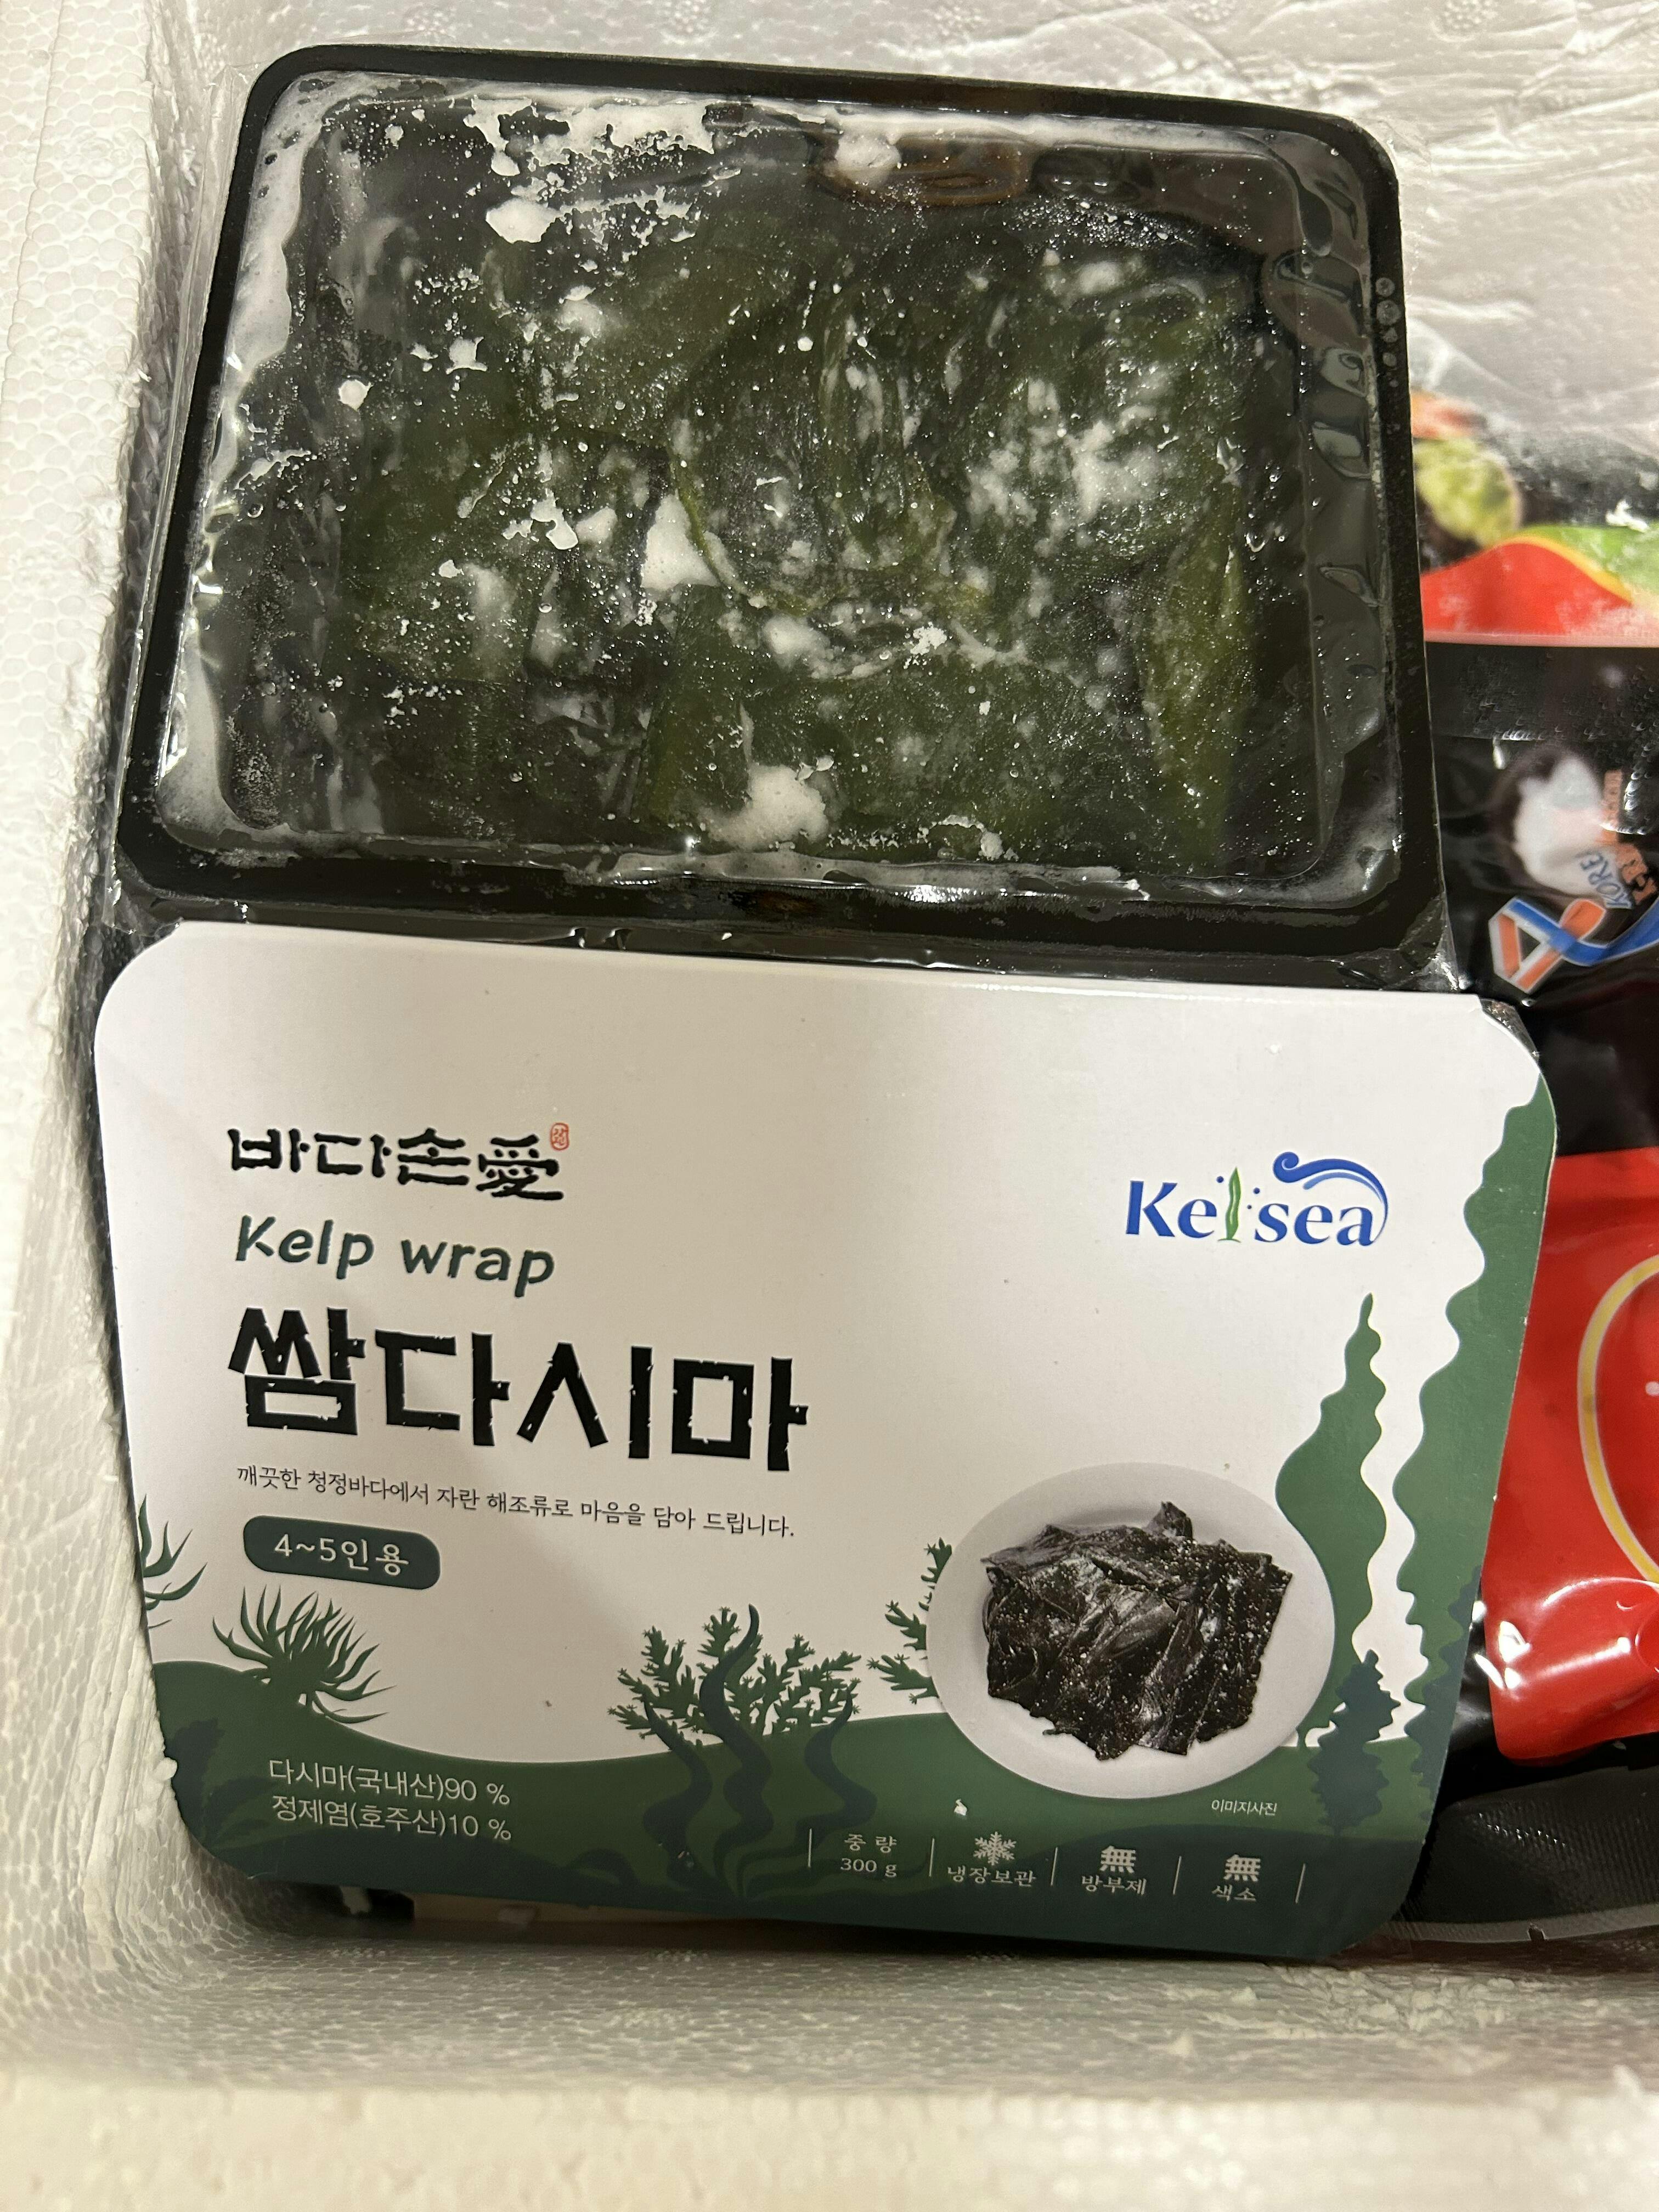 바다손愛
Kelp wrap
Kelsea
쌈다시마
깨끗한 청정바다에서 자란 해조류로 마음을 담아 드립니다.
4~5인용
다시마(국내산)90 %
정제염(호주산)10 %
이미지사진
중량
300 g
냉장보관
無
방부제
無
색소